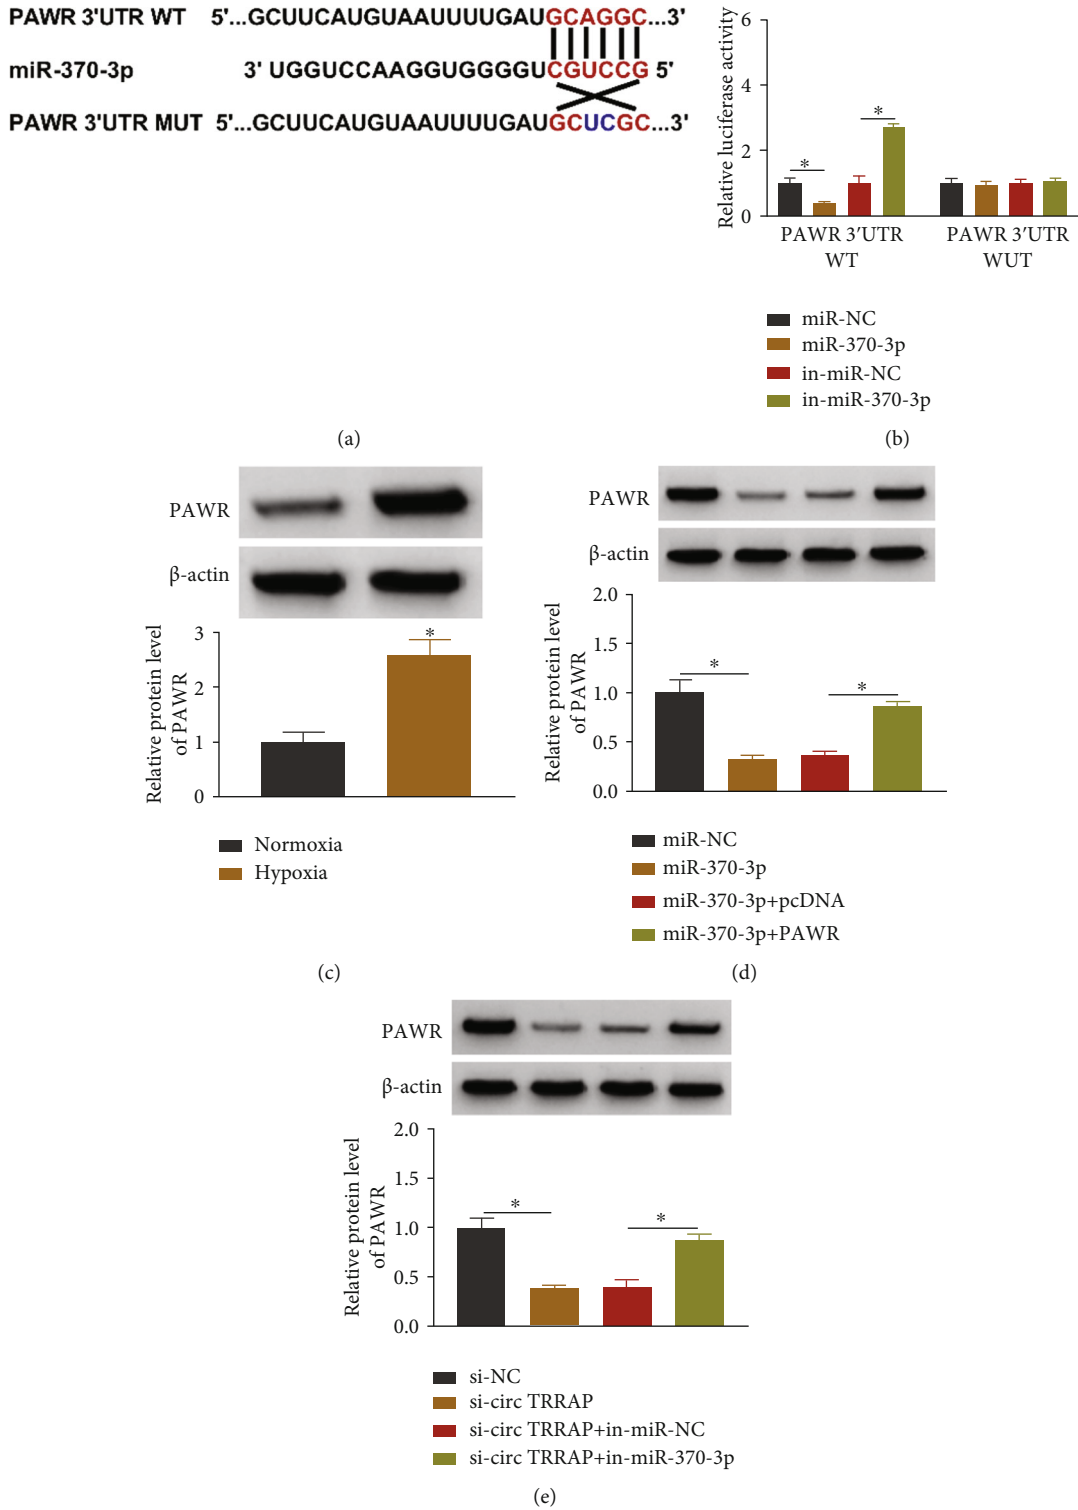 PAWR 3'UTR WT 5'...GCUUCAUGUAAUUUUGAUGCAGGC...3'
miR-370-3p 3' UGGUCCAAGGUGGGGUCGUCCG 5'
PAWR 3'UTR MUT 5'...GCUUCAUGUAAUUUUGAUGCUCGC...3'
(a)
Relative luciferase activity
6
4
2
0
*
*
PAWR 3'UTR
WT
PAWR 3'UTR
WUT
miR-NC
miR-370-3p
in-miR-NC
in-miR-370-3p
(b)
PAWR
β-actin
Relative protein level
of PAWR
3
2
1
0
*
Normoxia
Hypoxia
(c)
PAWR
β-actin
Relative protein level
of PAWR
2.0
1.5
1.0
0.5
0.0
*
*
miR-NC
miR-370-3p
miR-370-3p+pcDNA
miR-370-3p+PAWR
(d)
PAWR
β-actin
Relative protein level
of PAWR
2.0
1.5
1.0
0.5
0.0
*
*
si-NC
si-circ TRRAP
si-circ TRRAP+in-miR-NC
si-circ TRRAP+in-miR-370-3p
(e)